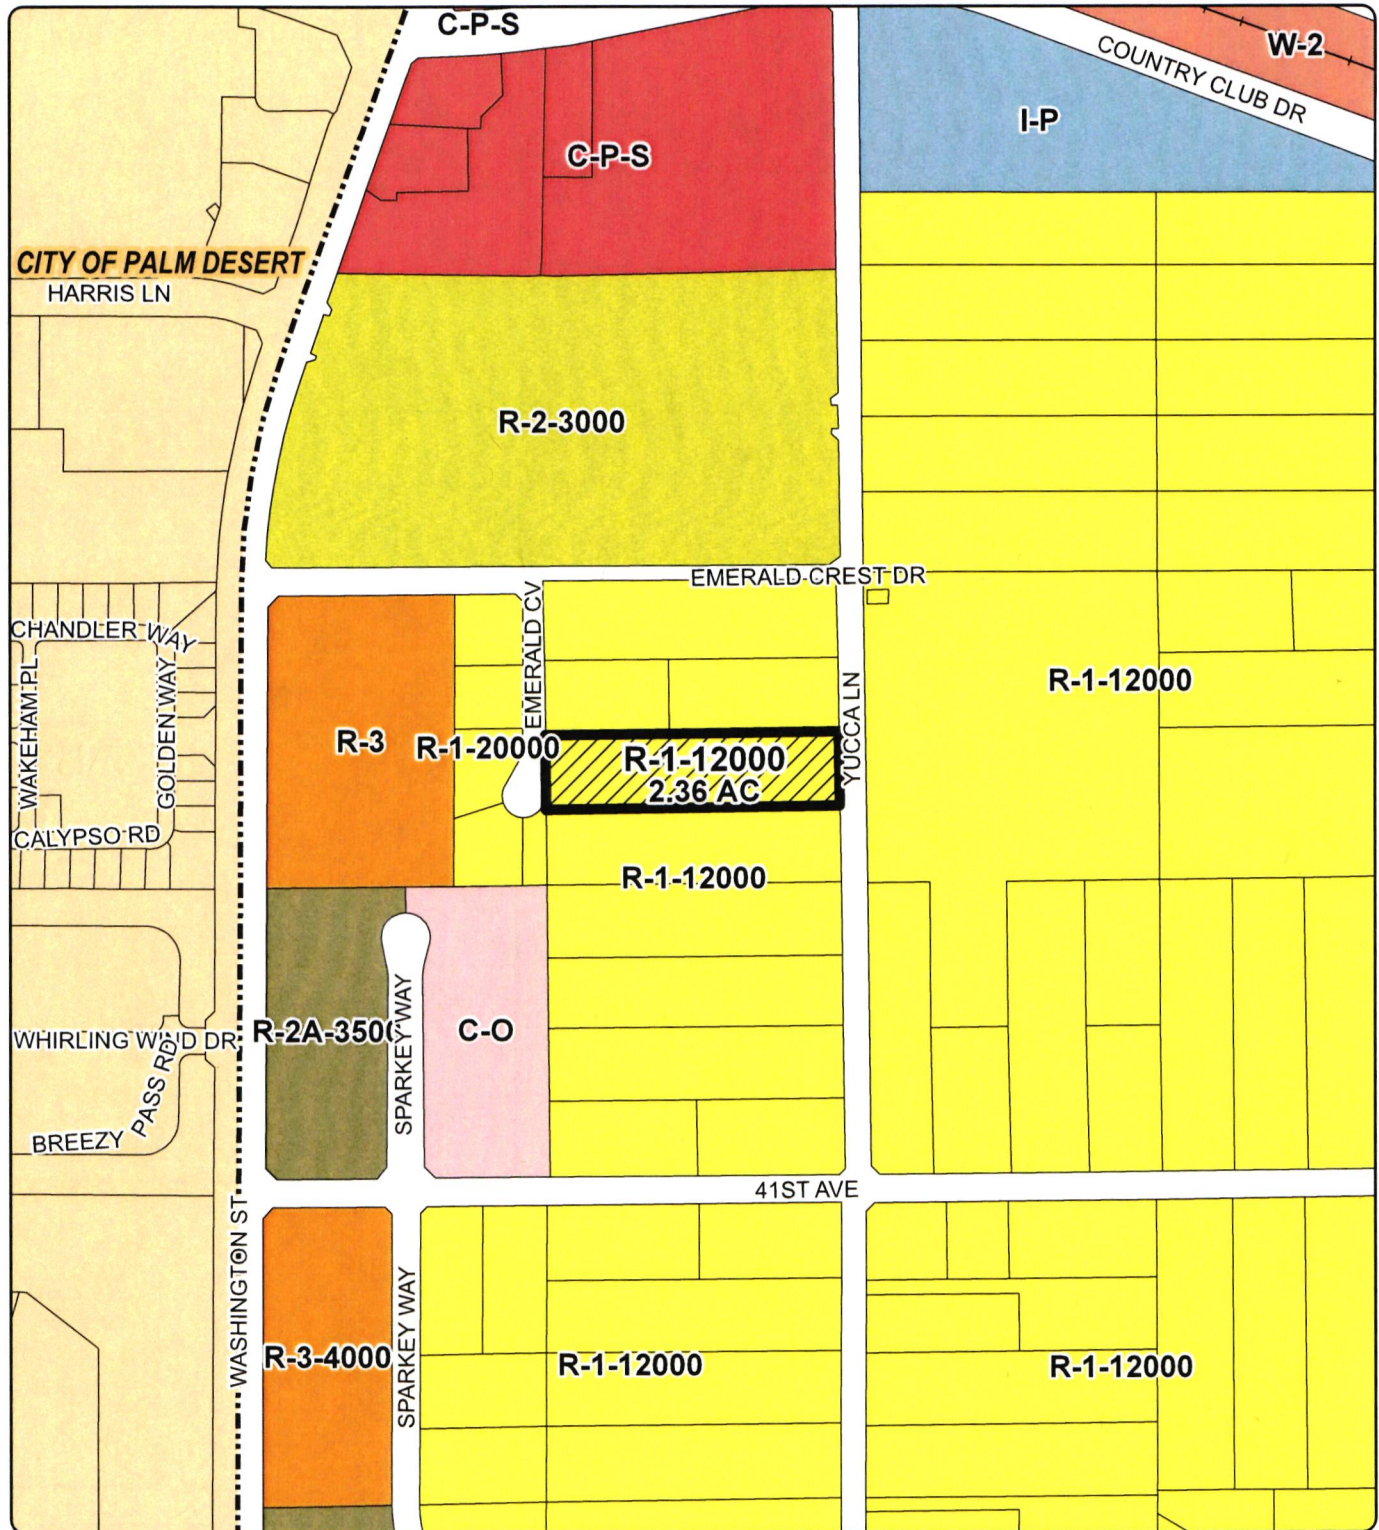 C-P-S
W-2
COUNTRY CLUB DR
I-P
C-P-S
CITY OF PALM DESERT
HARRIS LN
R-2-3000
EMERALD CREST DR
EMERALD CV
CHANDLER WAY
WAKEHAM PL
GOLDEN WAY
R-1-12000
YUCCA LN
R-3
R-1-20000
R-1-12000
2.36 AC
CALYPSO RD
R-1-12000
WHIRLING WIND DR
R-2A-3500
SPARKEY WAY
C-O
BREEZY PASS RD
41ST AVE
WASHINGTON ST
SPARKEY WAY
R-3-4000
R-1-12000
R-1-12000